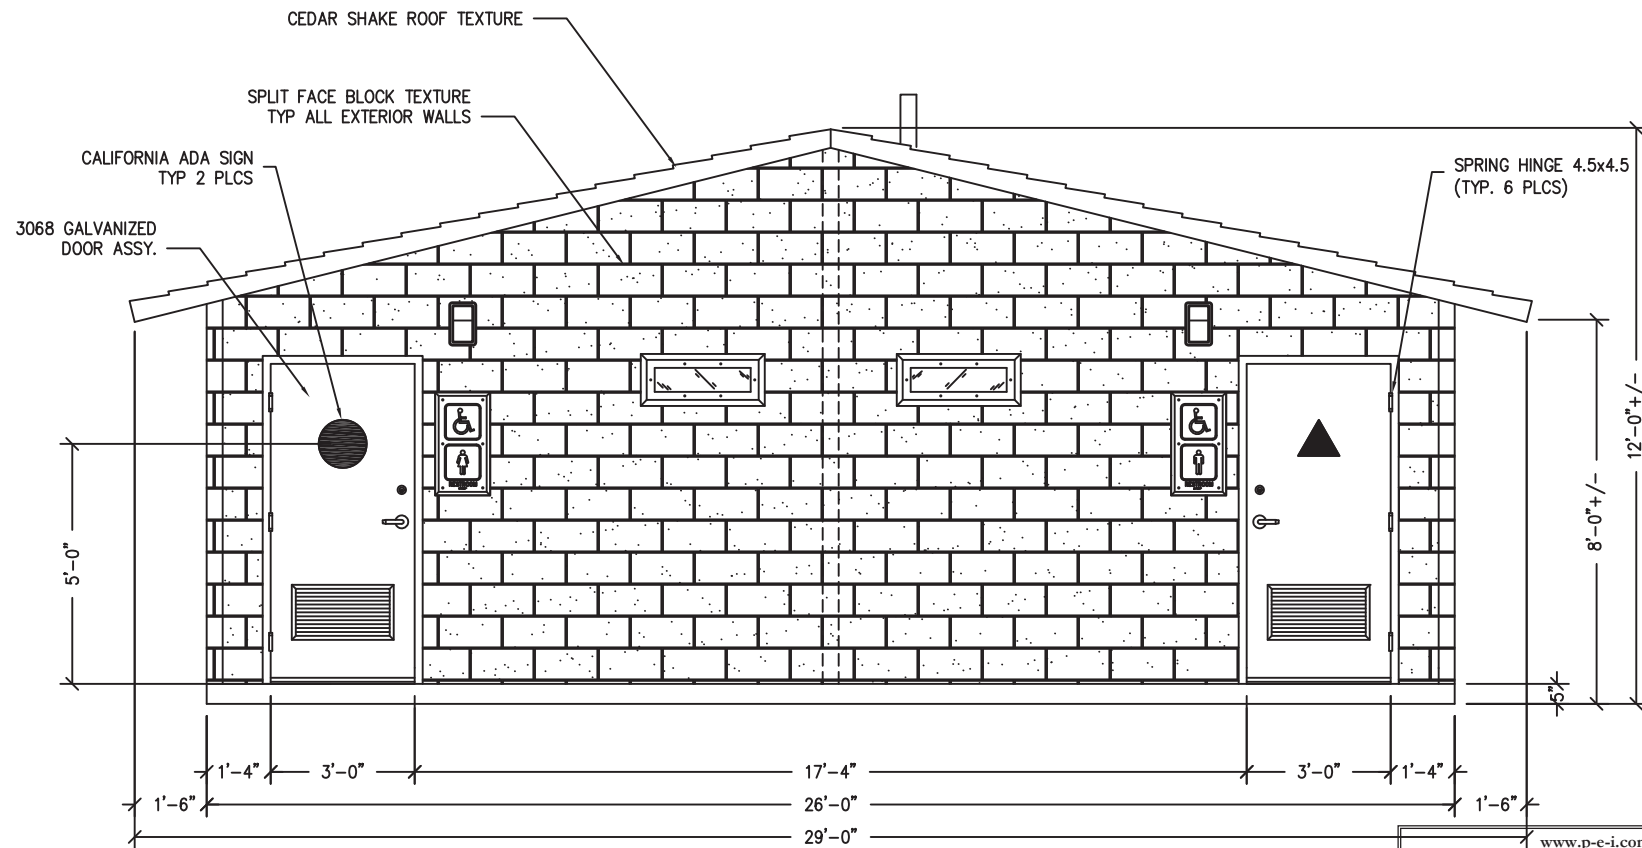 CEDAR SHAKE ROOF TEXTURE
SPLIT FACE BLOCK TEXTURE
TYP ALL EXTERIOR WALLS
CALIFORNIA ADA SIGN
TYP 2 PLCS
3068 GALVANIZED
DOOR ASSY.
SPRING HINGE 4.5x4.5
(TYP. 6 PLCS)
12'-0"+/-
8'-0"+/-
5'-0"
5"
1'-4"
3'-0"
17'-4"
3'-0"
1'-4"
1'-6"
26'-0"
1'-6"
29'-0"